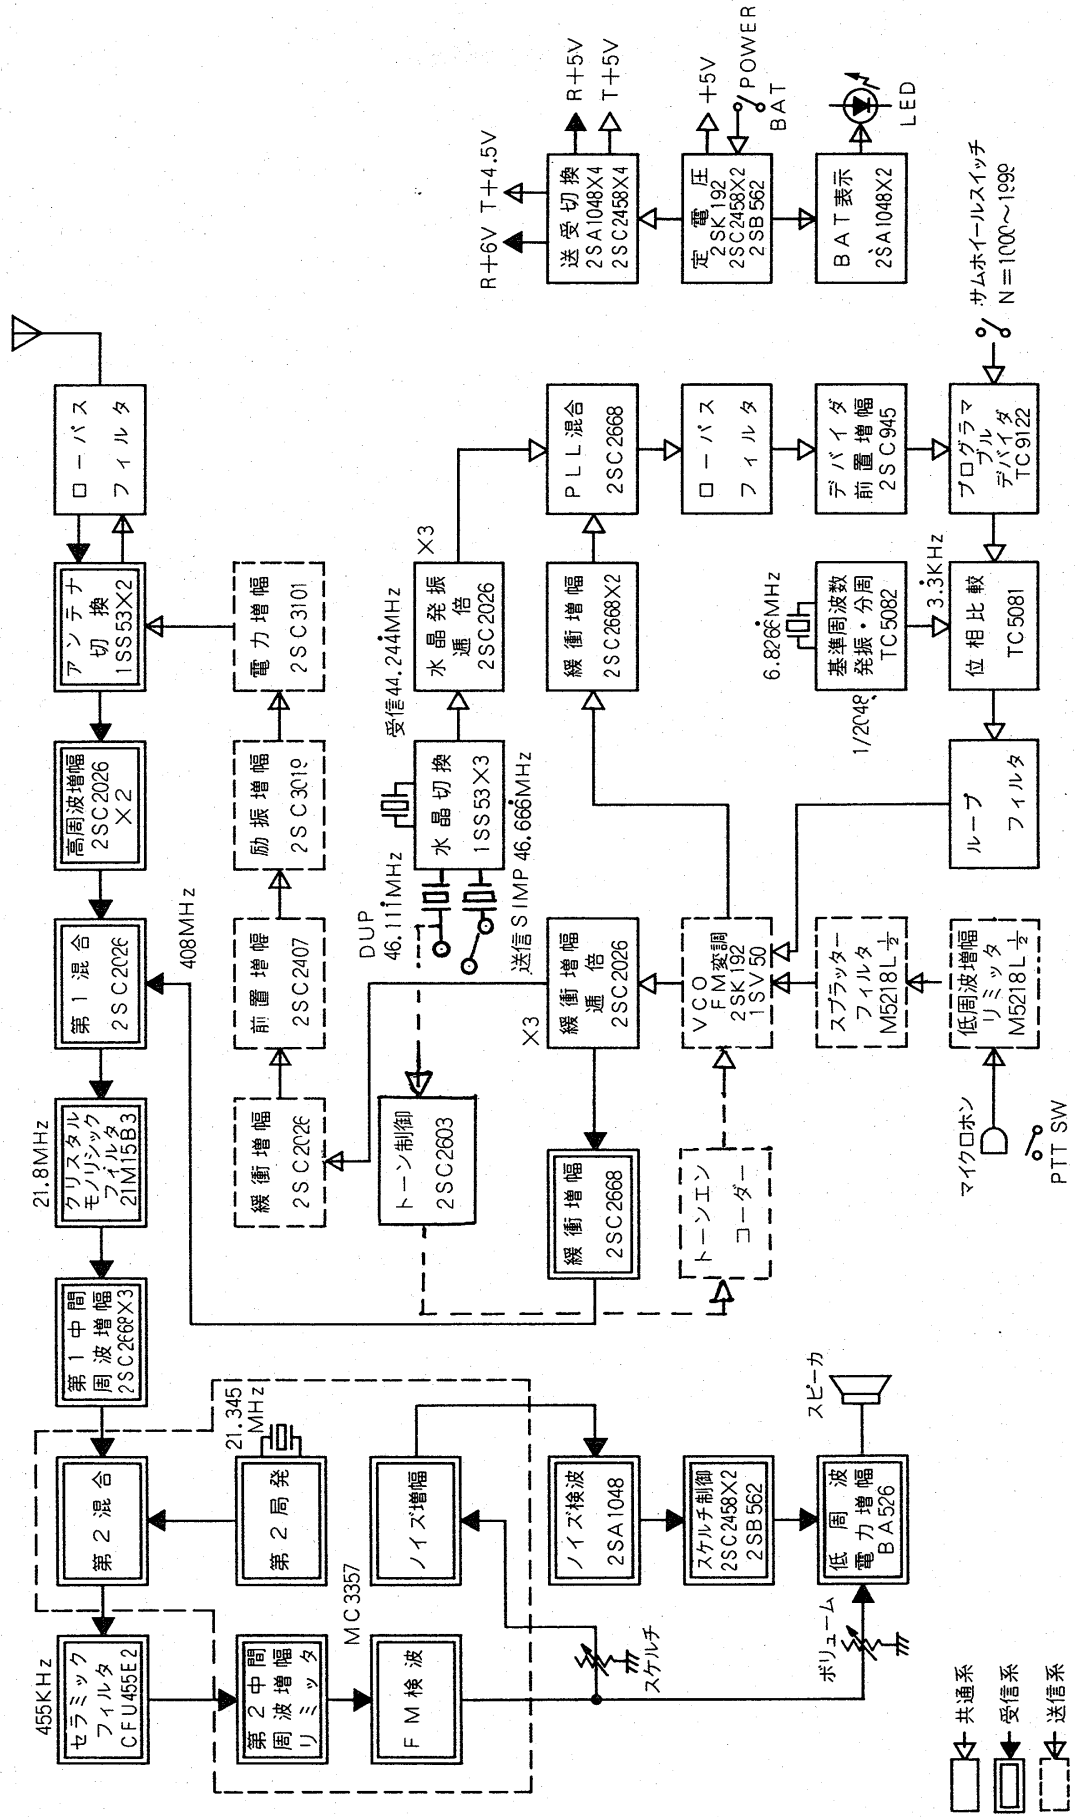 455KHz
セラミック
フィルタ
CFU455E2
第2混合
第1中間
周波増幅
2SC2668X3
21.8MHz
クリスタル
モノリシック
フィルタ
21M15B3
第1混合
2SC2026
高周波増幅
2SC2026
X2
アンテナ
切換
1SS53X2
ローパス
フィルタ
第2中間
周波増幅
リミッタ
第2局発
21.345
MHz
408MHz
緩衝増幅
2SC2026
前置増幅
2SC2407
励振増幅
2SC3019
電力増幅
2SC3101
MC3357
FM検波
ノイズ増幅
トーン制御
2SC2603
DUP
46.111MHz
送信SIMP 46.666MHz
水晶切換
1SS53X3
受信44.244MHz
水晶発振
逓倍
2SC2026
X3
スケルチ
ノイズ検波
2SA1048
緩衝増幅
2SC2668
X3
緩衝増幅
逓倍
2SC2026
緩衝増幅
2SC2668X2
PLL混合
2SC2668
R+6V
T+4.5V
送受切換
2SA1048X4
2SC2458X4
R+5V
T+5V
スケルチ制御
2SC2458X2
2SB562
トーンエン
コーダー
VCO
FM変調
2SK192
1SV50
ローパス
フィルタ
定電圧
2SK192
2SC2458X2
2SB562
+5V
POWER
BAT
ボリューム
低周波
電力増幅
BA526
スピーカ
スプラッター
フィルタ
M5218L ½
1/2048
6.8266MHz
基準周波数
発振・分周
TC5082
デバイダ
前置増幅
2SC945
BAT表示
2SA1048X2
LED
共通系
受信系
送信系
マイクロホン
PTT SW
低周波増幅
リミッタ
M5218L ½
ループ
フィルタ
3.3KHz
位相比較
TC5081
プログラマ
ブル
デバイダ
TC9122
サムホイールスイッチ
N=1000～1999